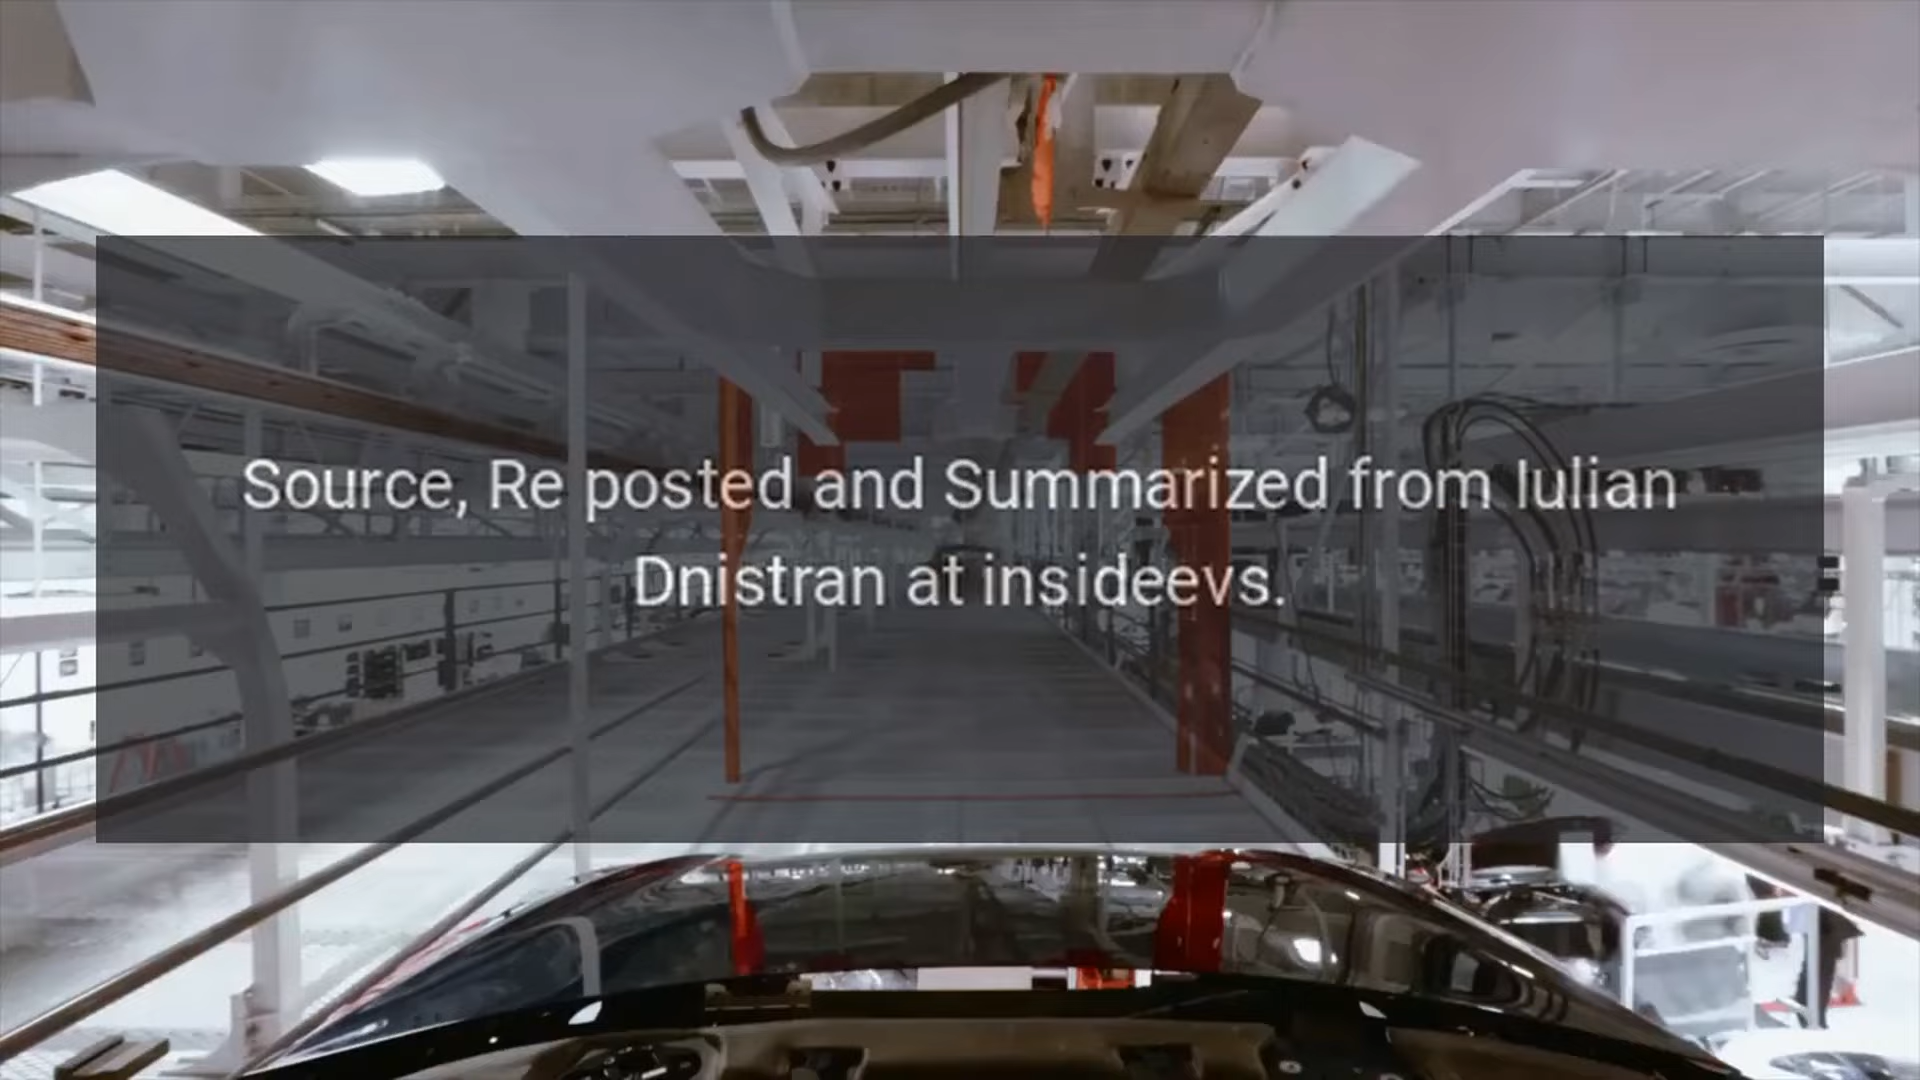 Source, Re posted and Summarized from Iulian
Dnistran at insideevs.